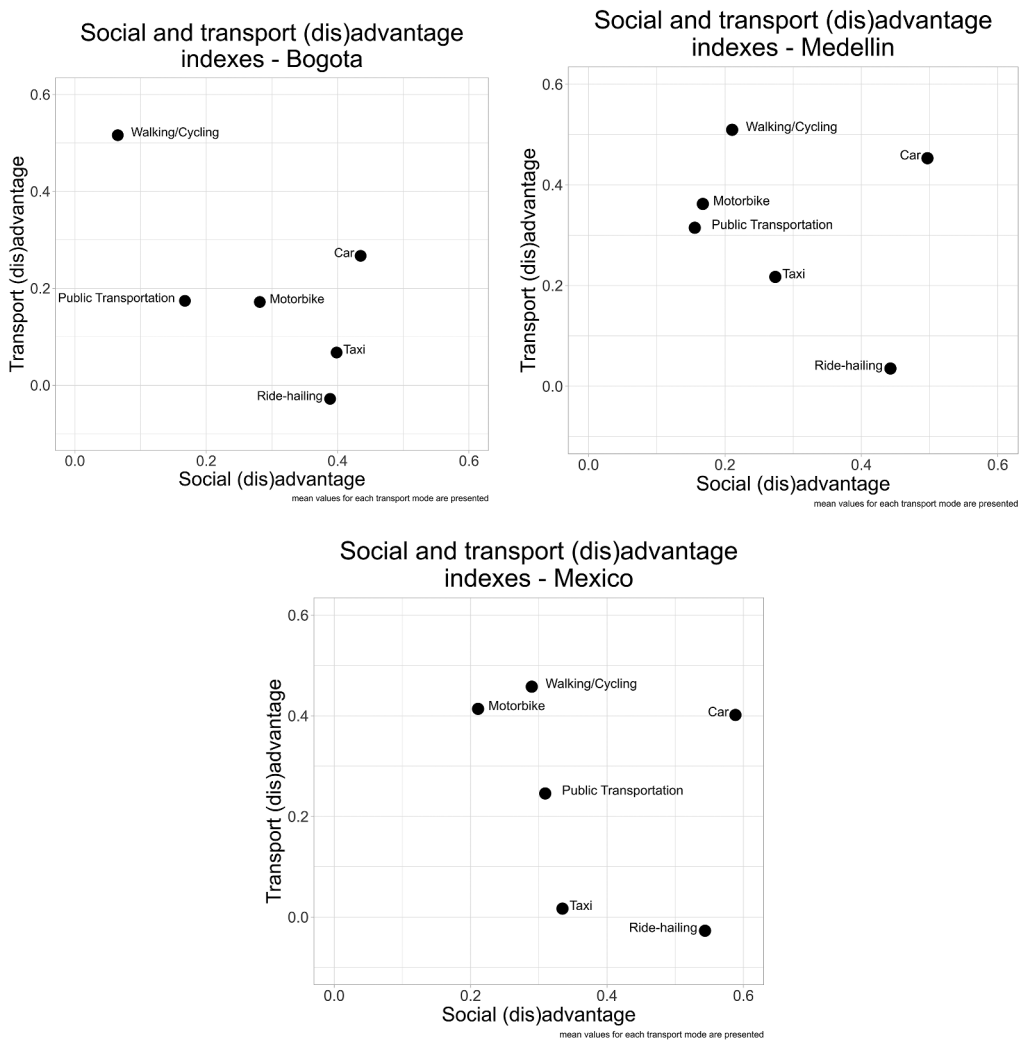 Social and transport (dis)advantage
indexes - Bogota
Transport (dis)advantage
0.6
0.4
0.2
0.0
Walking/Cycling
Car
Public Transportation
Motorbike
Taxi
Ride-hailing
0.0 0.2 0.4 0.6
Social (dis)advantage
mean values for each transport mode are presented
Social and transport (dis)advantage
indexes - Medellin
Transport (dis)advantage
0.6
0.4
0.2
0.0
Walking/Cycling
Car
Motorbike
Public Transportation
Taxi
Ride-hailing
0.0 0.2 0.4 0.6
Social (dis)advantage
mean values for each transport mode are presented
Social and transport (dis)advantage
indexes - Mexico
Transport (dis)advantage
0.6
0.4
0.2
0.0
Walking/Cycling
Motorbike
Car
Public Transportation
Taxi
Ride-hailing
0.0 0.2 0.4 0.6
Social (dis)advantage
mean values for each transport mode are presented